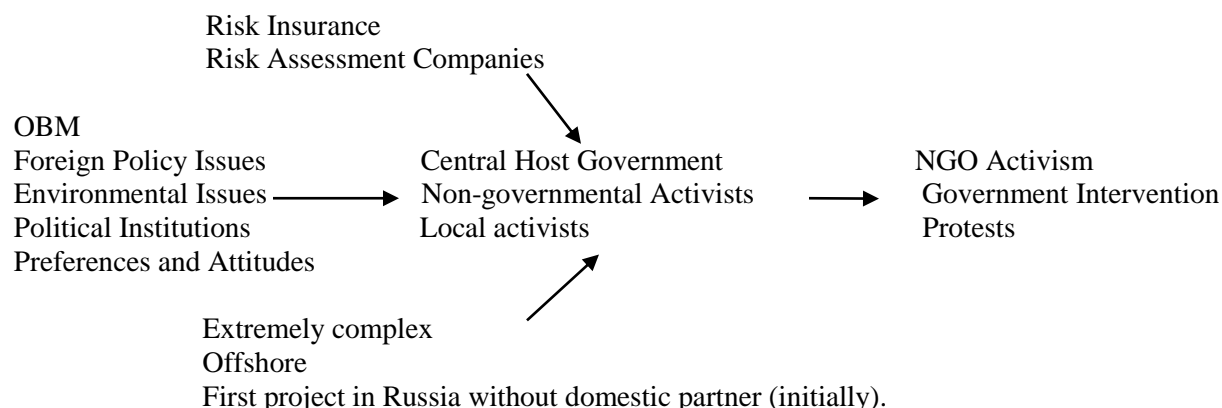 Risk Insurance
Risk Assessment Companies
OBM
Foreign Policy Issues
Environmental Issues
Political Institutions
Preferences and Attitudes
Central Host Government
Non-governmental Activists
Local activists
NGO Activism
Government Intervention
Protests
Extremely complex
Offshore
First project in Russia without domestic partner (initially).